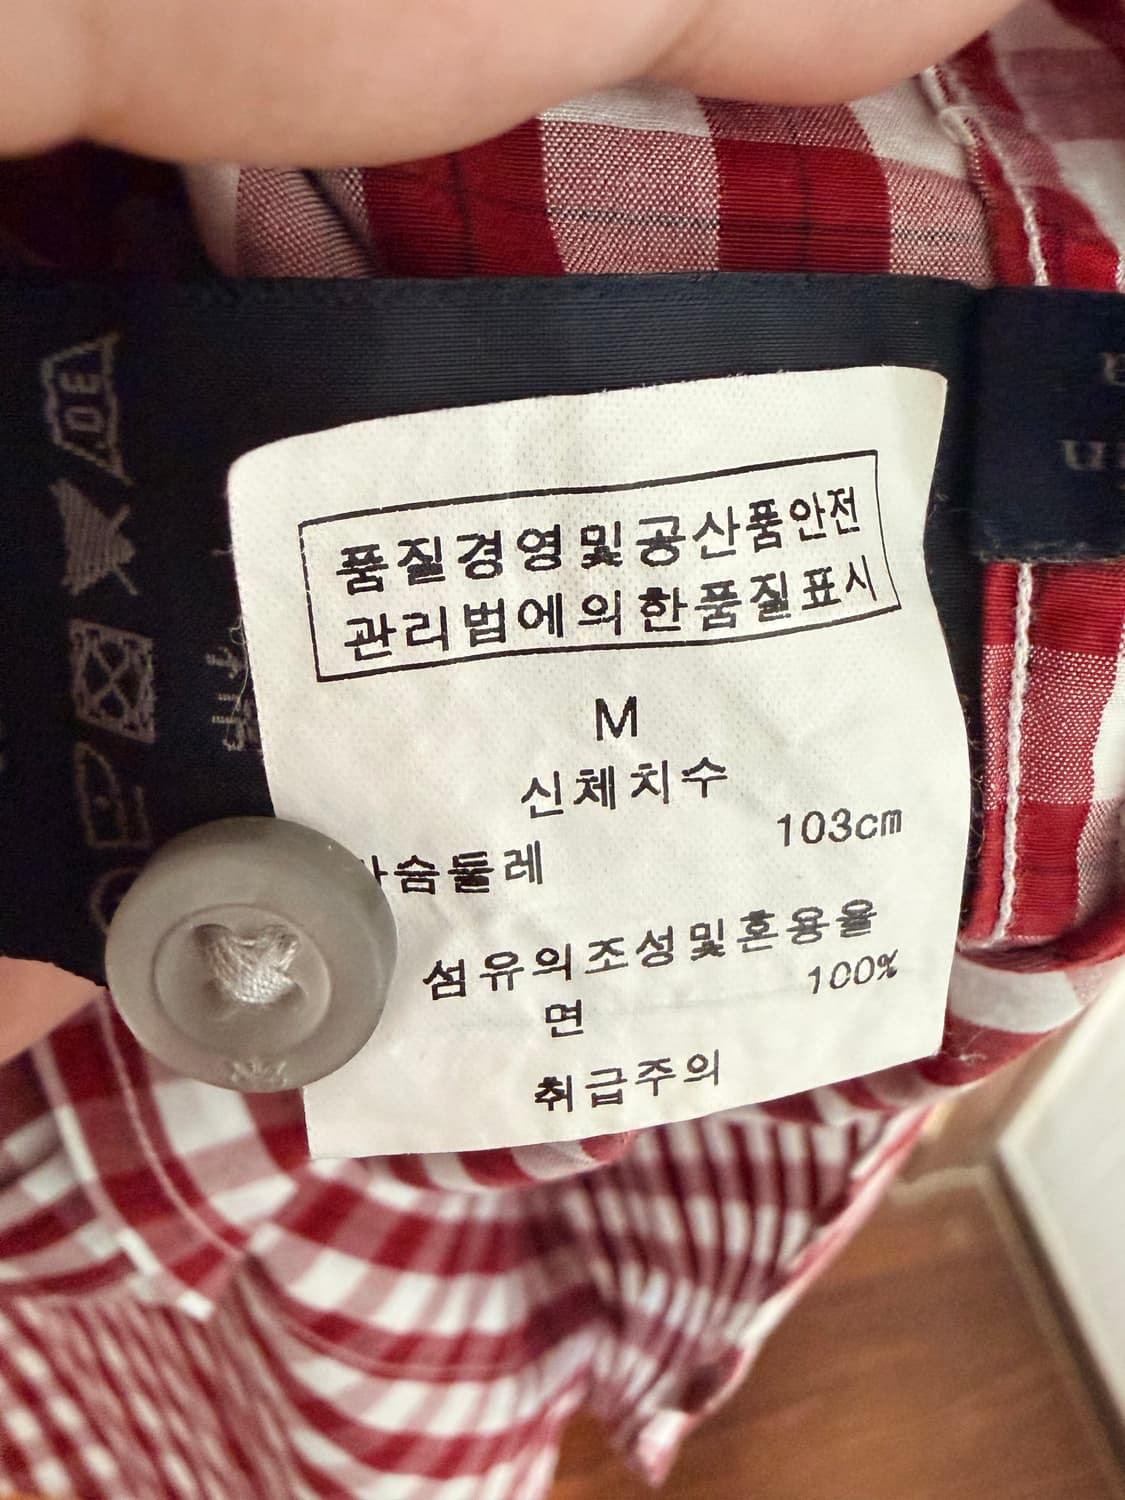 품질경영및공산품안전
관리법에의한품질표시
M
신체치수
103cm
가슴둘레
섬유의조성및혼용율
100%
면
취급주의
30